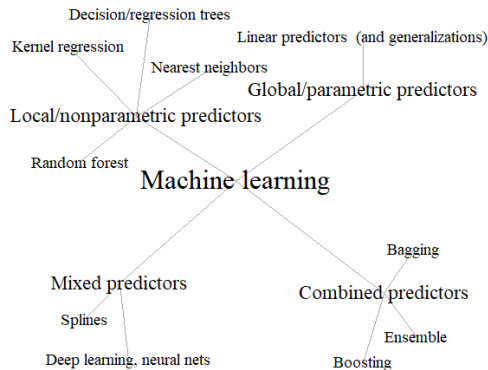 Decision/regression trees
Kernel regression
Linear predictors (and generalizations)
Nearest neighbors
Global/parametric predictors
Local/nonparametric predictors
Random forest
Machine learning
Bagging
Mixed predictors
Combined predictors
Splines
Ensemble
Deep learning, neural nets
Boosting